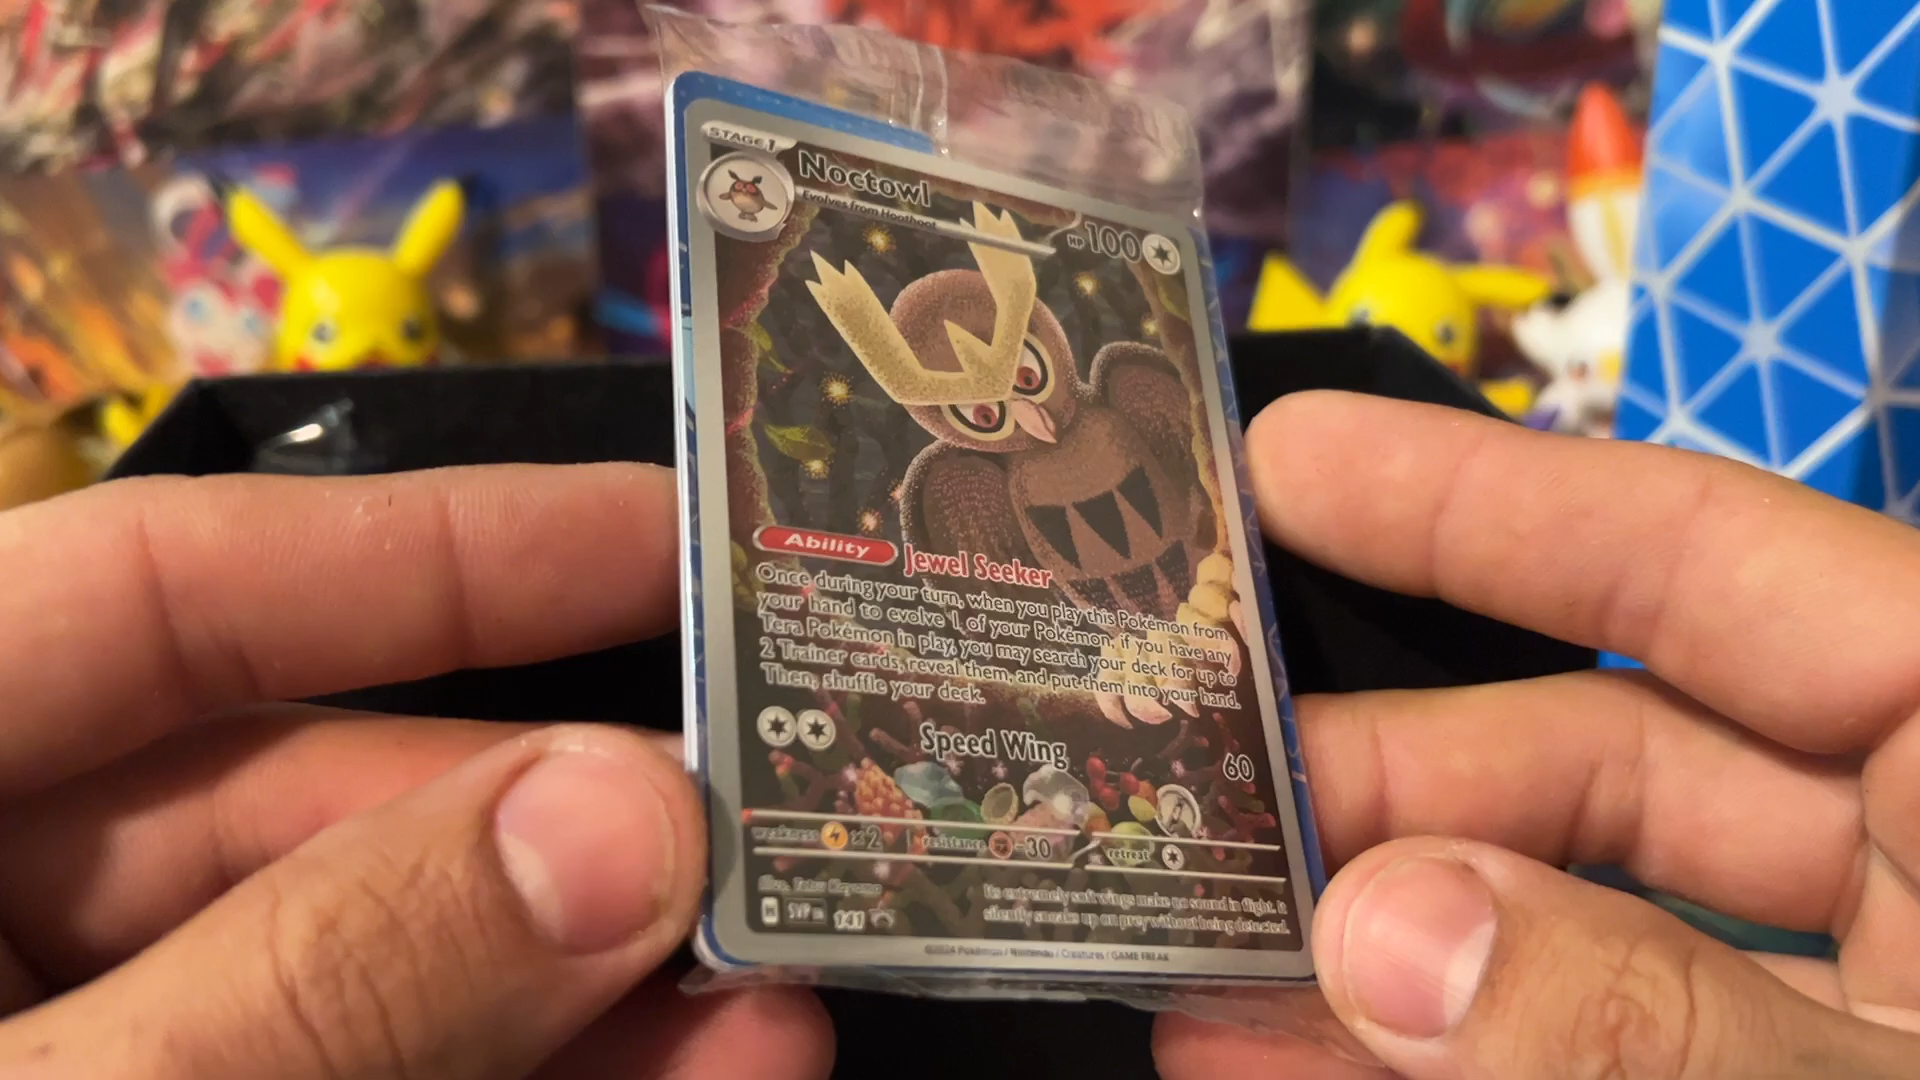 STAGE 1
Noctowl
Evolves from Hoothoot
HP 100
Ability Jewel Seeker
Once during your turn, when you play this Pokémon from
your hand to evolve 1 of your Pokémon, if you have any
Tera Pokémon in play, you may search your deck for up to
2 Trainer cards, reveal them, and put them into your hand.
Then, shuffle your deck.
Speed Wing 60
weakness ×2 resistance -30 retreat
Illus. Tetsu Kayama
Its extremely soft wings make no sound in flight. It
silently sneaks up on prey without being detected.
H SVP EN 141
©2024 Pokémon / Nintendo / Creatures / GAME FREAK